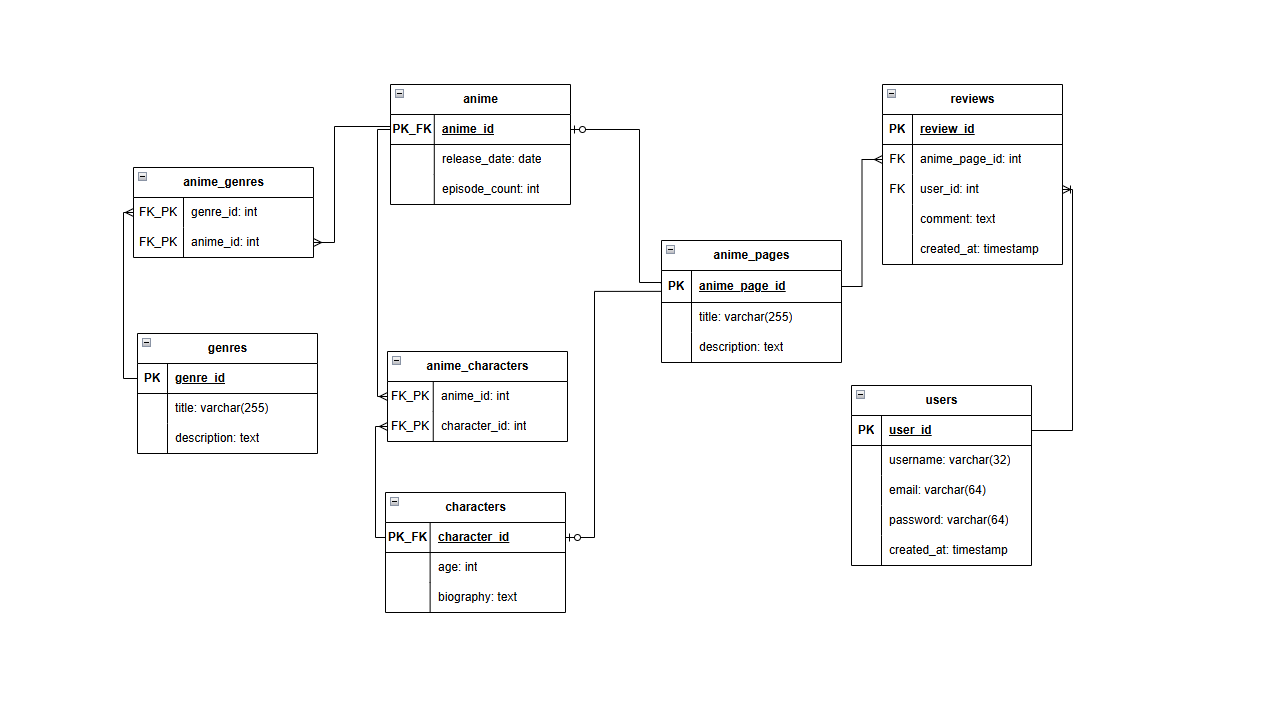 anime
PK_FK anime_id
release_date: date
episode_count: int
reviews
PK review_id
FK anime_page_id: int
FK user_id: int
comment: text
created_at: timestamp
anime_genres
FK_PK genre_id: int
FK_PK anime_id: int
anime_pages
PK anime_page_id
title: varchar(255)
description: text
genres
PK genre_id
title: varchar(255)
description: text
anime_characters
FK_PK anime_id: int
FK_PK character_id: int
users
PK user_id
username: varchar(32)
email: varchar(64)
password: varchar(64)
created_at: timestamp
characters
PK_FK character_id
age: int
biography: text